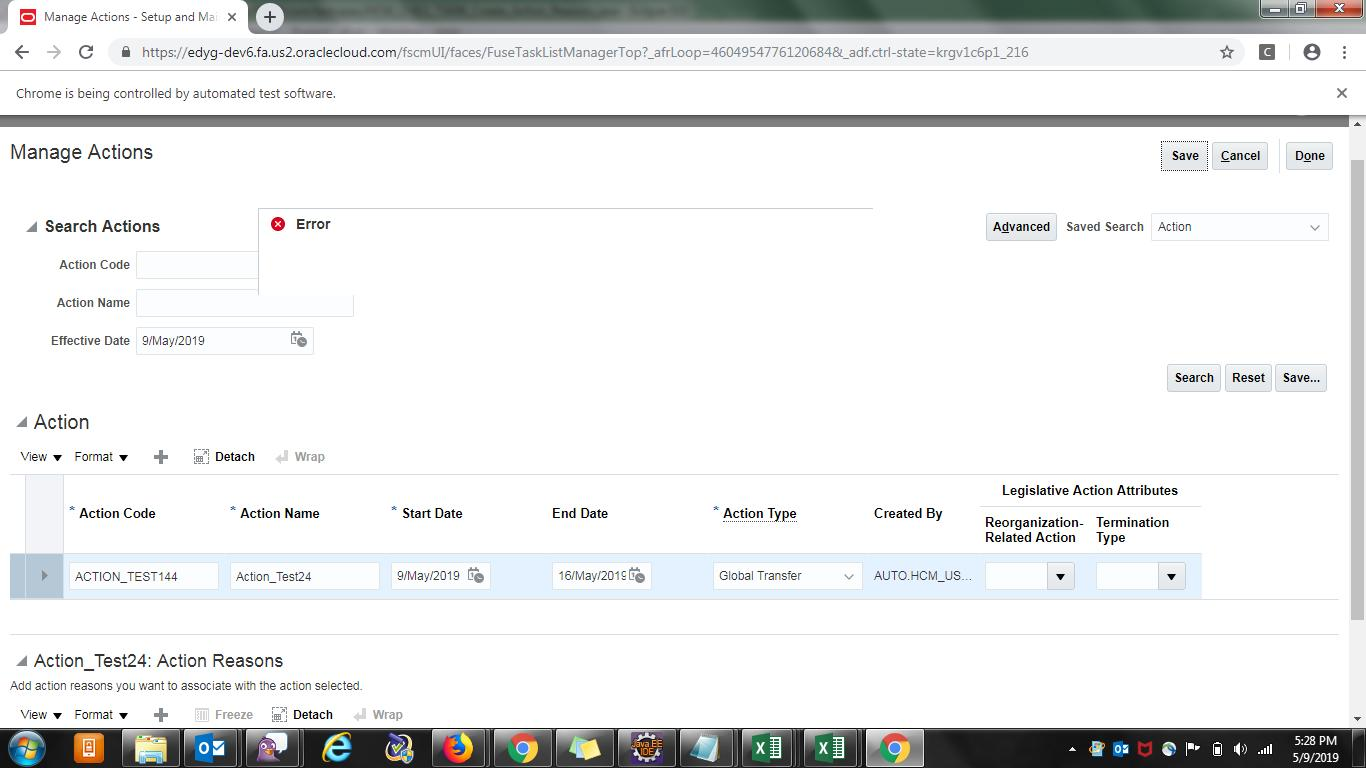 Manage Actions - Setup and Mai
https://edyg-dev6.fa.us2.oraclecloud.com/fscmUI/faces/FuseTaskListManagerTop?_afrLoop=4604954776120684&_adf.ctrl-state=krgv1c6p1_216
C
Chrome is being controlled by automated test software.
Manage Actions
Save Cancel Done
Search Actions
Error
Advanced Saved Search Action
Action Code
Action Name
Effective Date 9/May/2019
Search Reset Save...
Action
View Format Detach Wrap
Legislative Action Attributes
* Action Code * Action Name * Start Date End Date * Action Type Created By Reorganization-Related Action Termination Type
ACTION_TEST144 Action_Test24 9/May/2019 16/May/2019 Global Transfer AUTO.HCM_US...
Action_Test24: Action Reasons
Add action reasons you want to associate with the action selected.
View Format Freeze Detach Wrap
Java EE
IDE
5:28 PM
5/9/2019